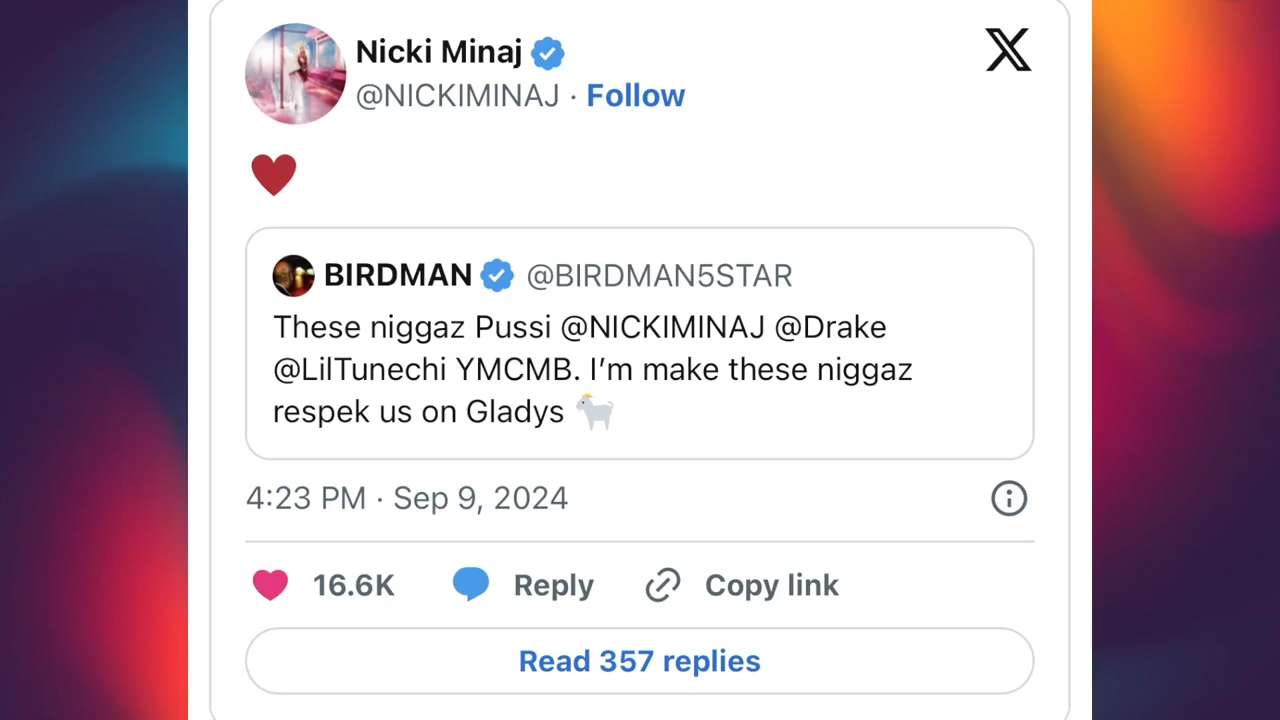 Nicki Minaj
@NICKIMINAJ · Follow
❤️
BIRDMAN @BIRDMAN5STAR
These niggaz Pussi @NICKIMINAJ @Drake
@LilTunechi YMCMB. I’m make these niggaz
respek us on Gladys 🐐
4:23 PM · Sep 9, 2024
16.6K Reply Copy link
Read 357 replies